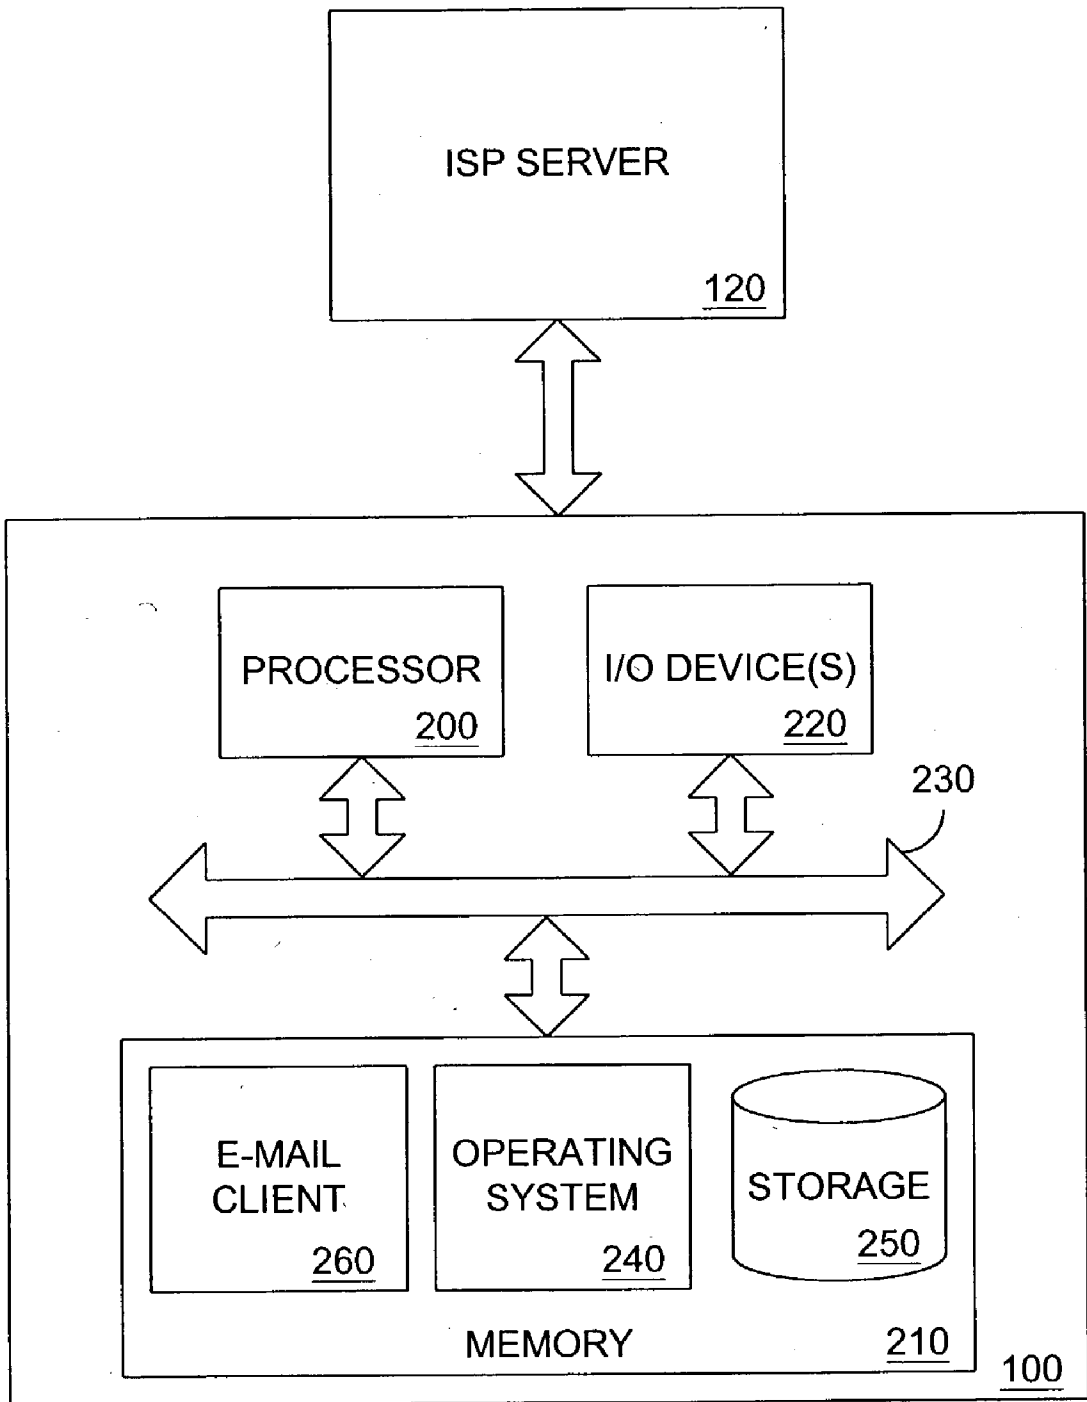 ISP SERVER
120
PROCESSOR
200
I/O DEVICE(S)
220
230
E-MAIL
CLIENT
260
OPERATING
SYSTEM
240
STORAGE
250
MEMORY
210
100